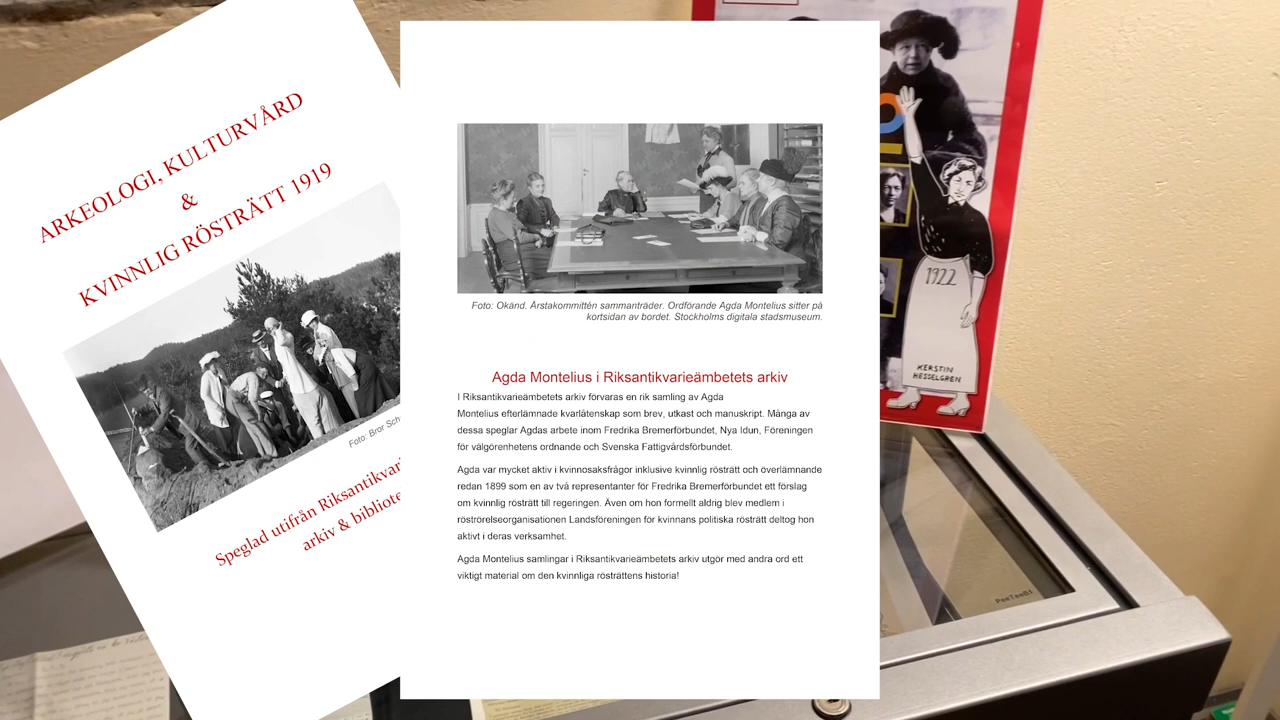 ARKEOLOGI, KULTURVÅRD
&
KVINNLIG RÖSTRÄTT 1919
Foto: Bror
Speglad utifrån
arkiv &
Foto: Okänd. Årstakommittén sammanträder. Ordförande Agda Montelius sitter på
kortsidan av bordet. Stockholms digitala stadsmuseum.
Agda Montelius i Riksantikvarieämbetets arkiv
I Riksantikvarieämbetets arkiv förvaras en rik samling av Agda
Montelius efterlämnade kvarlåtenskap som brev, utkast och manuskript. Många av
dessa speglar Agdas arbete inom Fredrika Bremerförbundet, Nya Idun, Föreningen
för välgörenhetens ordnande och Svenska Fattigvårdsförbundet.
Agda var mycket aktiv i kvinnosaksfrågor inklusive kvinnlig rösträtt och överlämnande
redan 1899 som en av två representanter för Fredrika Bremerförbundet ett förslag
om kvinnlig rösträtt till regeringen. Även om hon formellt aldrig blev medlem i
röströrelseorganisationen Landsföreningen för kvinnans politiska rösträtt deltog hon
aktivt i deras verksamhet.
Agda Montelius samlingar i Riksantikvarieämbetets arkiv utgör med andra ord ett
viktigt material om den kvinnliga rösträttens historia!
1922
KERSTIN
HESSELGREN